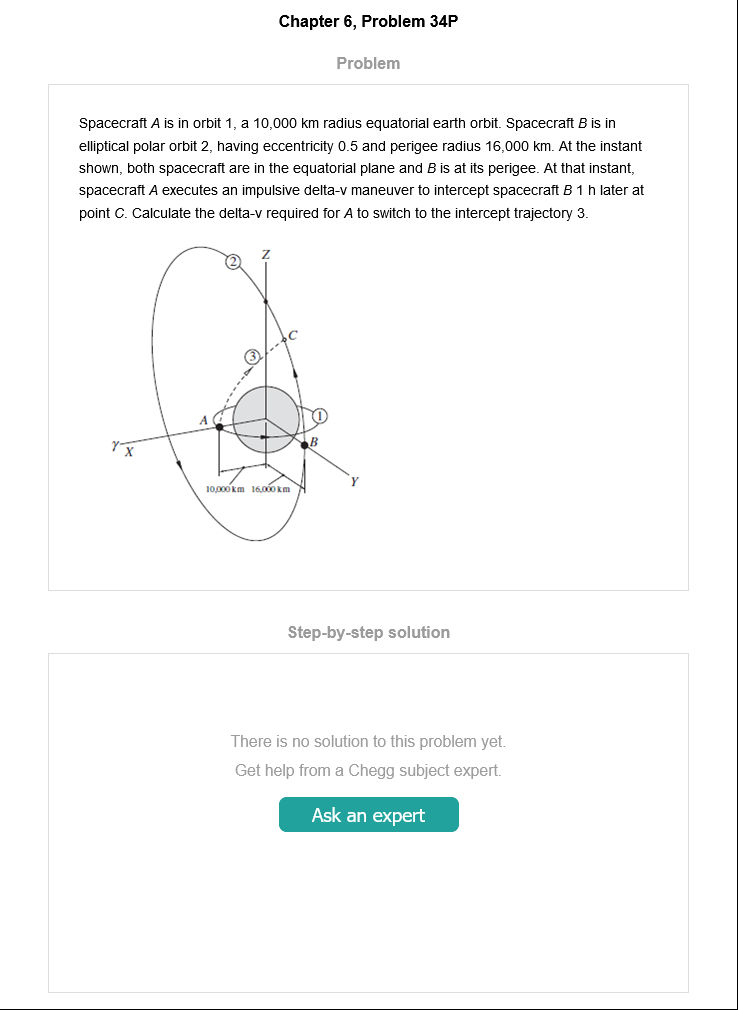 Chapter 6, Problem 34P
Problem
Spacecraft A is in orbit 1, a 10,000 km radius equatorial earth orbit. Spacecraft B is in
elliptical polar orbit 2, having eccentricity 0.5 and perigee radius 16,000 km. At the instant
shown, both spacecraft are in the equatorial plane and B is at its perigee. At that instant,
spacecraft A executes an impulsive delta-v maneuver to intercept spacecraft B 1 h later at
point C. Calculate the delta-v required for A to switch to the intercept trajectory 3.
2
Z
C
3
A
1
B
γ
X
Y
10,000 km 16,000 km
Step-by-step solution
There is no solution to this problem yet.
Get help from a Chegg subject expert.
Ask an expert